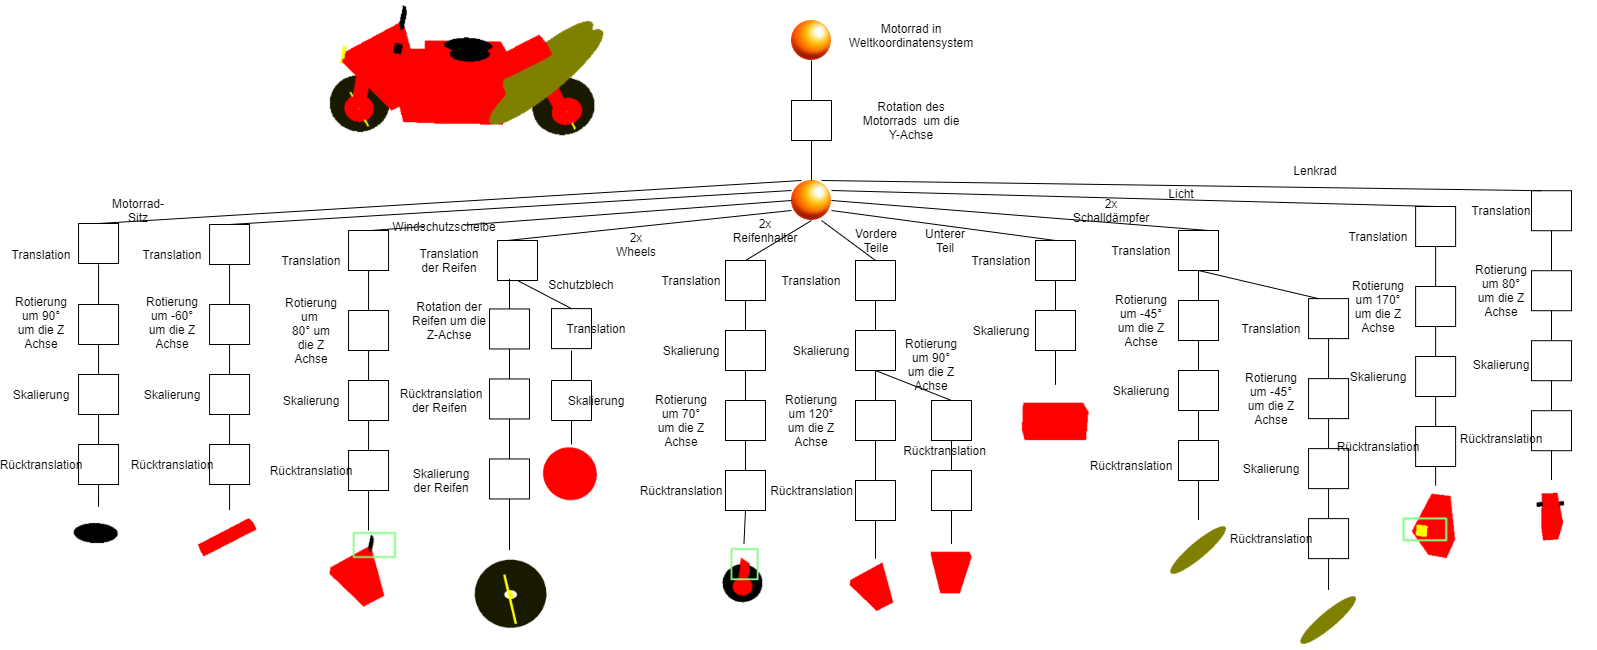 Motorrad in
Weltkoordinatensystem
Rotation des
Motorrads um die
Y-Achse
Motorrad-
Sitz
Windschutzscheibe
2x
Wheels
2x
Reifenhalter
Vordere
Teile
Unterer
Teil
2x
Schalldämpfer
Licht
Lenkrad
Translation
Rotierung
um 90°
um die Z
Achse
Skalierung
Rücktranslation
Translation
Rotierung
um -60°
um die Z
Achse
Skalierung
Rücktranslation
Translation
Rotierung
um
80° um
die Z
Achse
Skalierung
Rücktranslation
Translation
der Reifen
Rotation der
Reifen um die
Z-Achse
Rücktranslation
der Reifen
Skalierung
der Reifen
Schutzblech
Translation
Skalierung
Translation
Skalierung
Rotierung
um 70°
um die Z
Achse
Rücktranslation
Translation
Skalierung
Rotierung
um 120°
um die Z
Achse
Rücktranslation
Rotierung
um 90°
um die Z
Achse
Rücktranslation
Translation
Skalierung
Translation
Rotierung
um -45°
um die Z
Achse
Skalierung
Rücktranslation
Translation
Rotierung
um -45°
um die Z
Achse
Skalierung
Rücktranslation
Translation
Rotierung
um 170°
um die Z
Achse
Skalierung
Rücktranslation
Translation
Rotierung
um 80°
um die Z
Achse
Skalierung
Rücktranslation